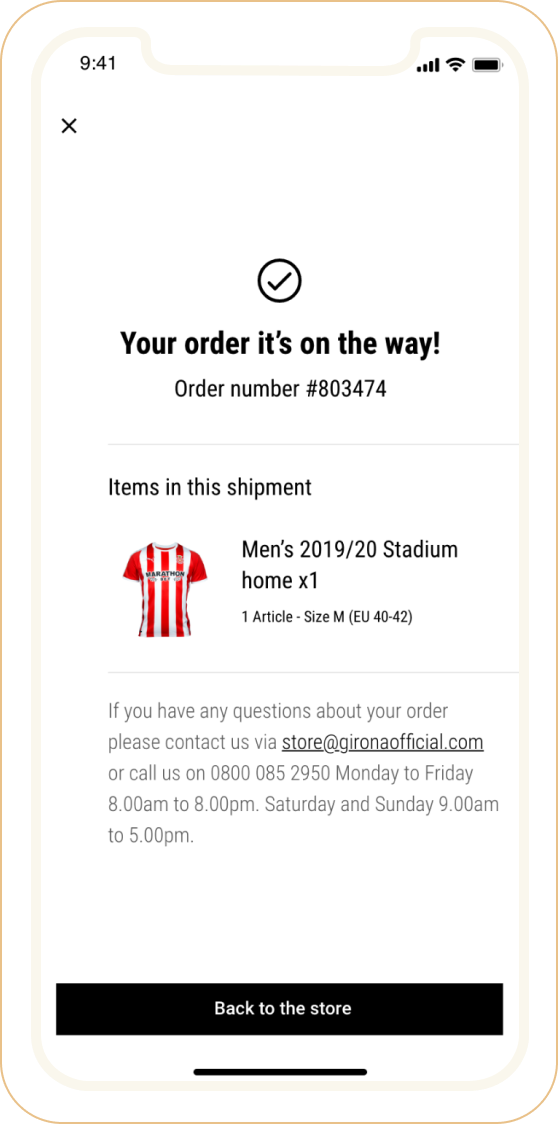 9:41
Your order it’s on the way!
Order number #803474
Items in this shipment
Men’s 2019/20 Stadium
home x1
MARATHON
1 Article - Size M (EU 40-42)
If you have any questions about your order
please contact us via store@gironaofficial.com
or call us on 0800 085 2950 Monday to Friday
8.00am to 8.00pm. Saturday and Sunday 9.00am
to 5.00pm.
Back to the store